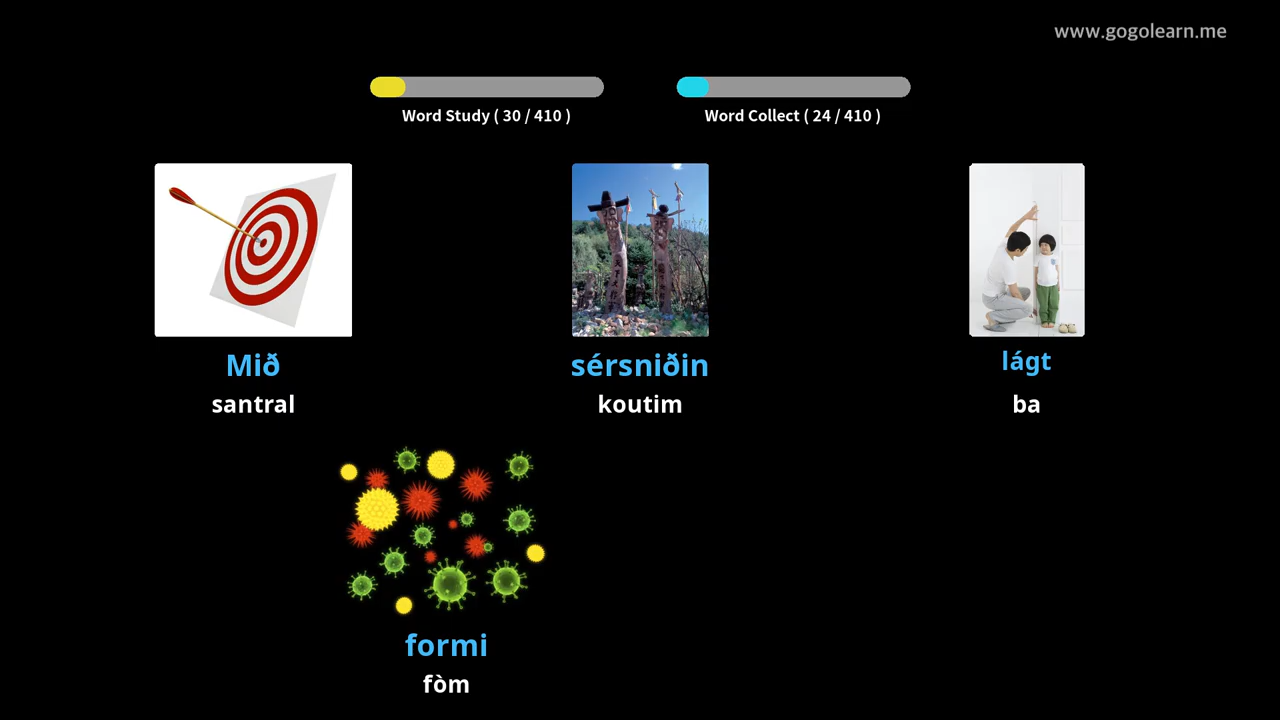 www.gogolearn.me
Word Study ( 30 / 410 )
Word Collect ( 24 / 410 )
Mið
santral
sérsniðin
koutim
lágt
ba
formi
fòm